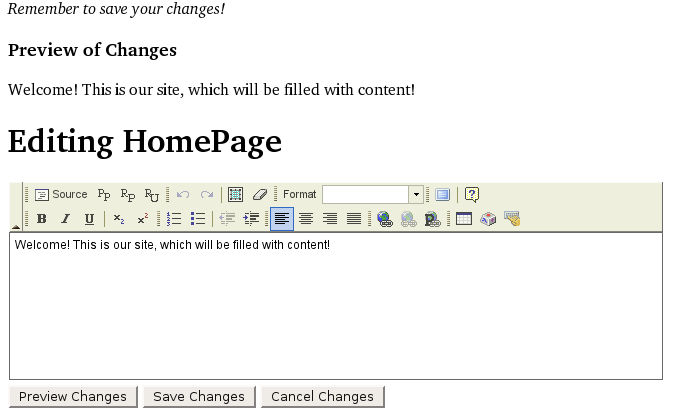 Remember to save your changes!
Preview of Changes
Welcome! This is our site, which will be filled with content!
Editing HomePage
Source PP RP RU Format
B I U x₂ x²
Welcome! This is our site, which will be filled with content!
Preview Changes Save Changes Cancel Changes